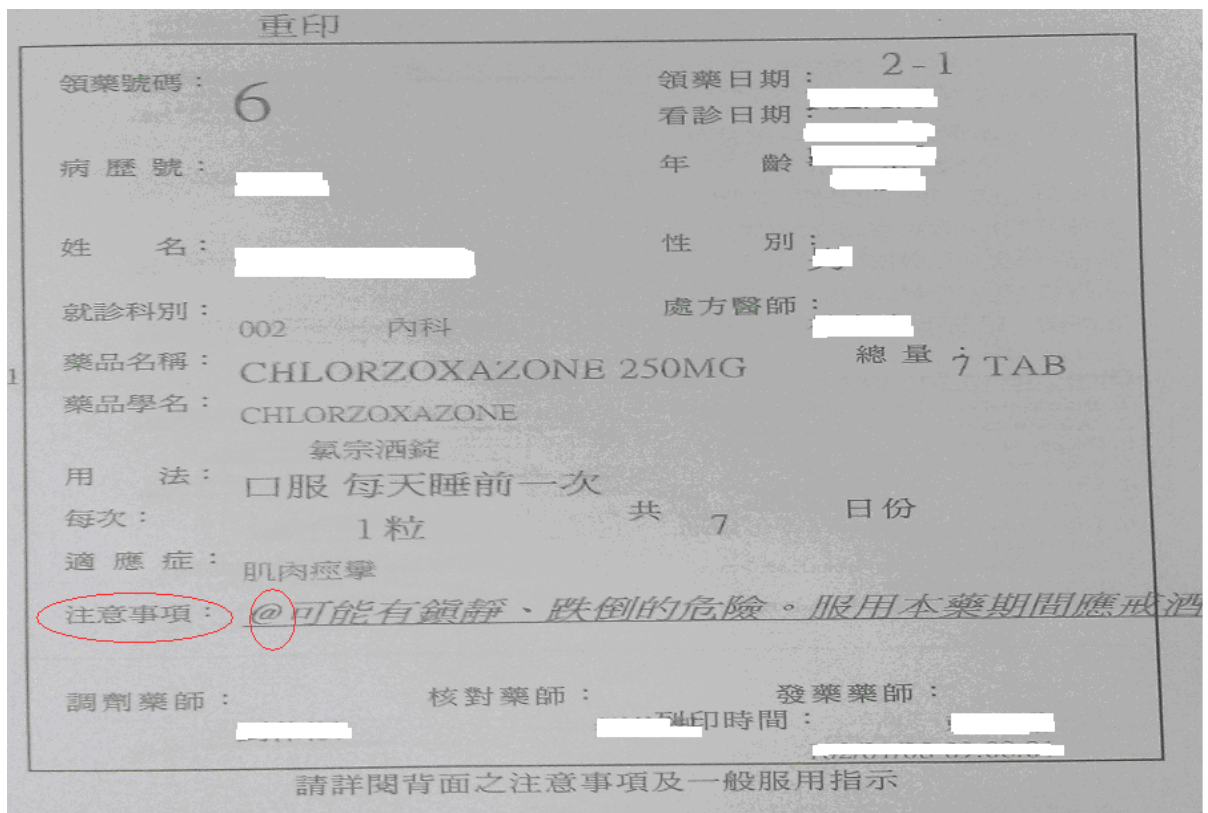 重印
領藥號碼： 6 領藥日期： 2-1
看診日期：
病歷號： 年 齡：
姓 名： 性 別：
就診科別： 002 內科 處方醫師：
藥品名稱： CHLORZOXAZONE 250MG 總量： 7 TAB
1
藥品學名： CHLORZOXAZONE
氯宗洒錠
用 法： 口服 每天睡前一次
每次： 1 粒 共 7 日份
適應症： 肌肉痙攣
注意事項： @可能有鎮靜、跌倒的危險。服用本藥期間應戒酒
調劑藥師： 核對藥師： 發藥藥師：
列印時間：
請詳閱背面之注意事項及一般服用指示